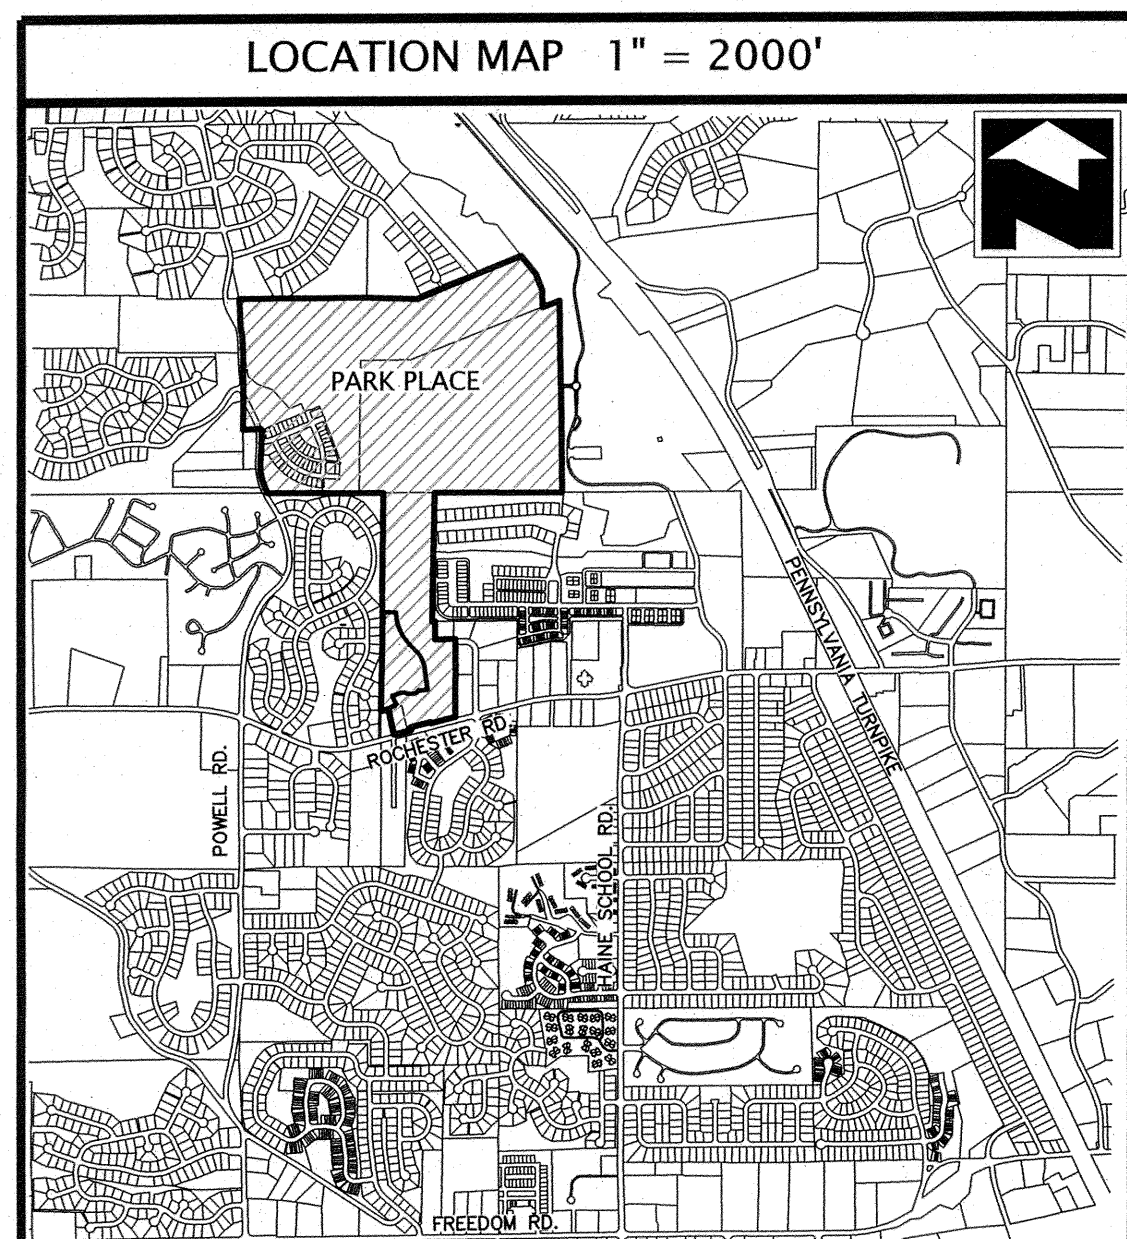 LOCATION MAP 1" = 2000'
N
PARK PLACE
PENNSYLVANIA TURNPIKE
ROCHESTER RD.
POWELL RD.
HAINE SCHOOL RD.
FREEDOM RD.